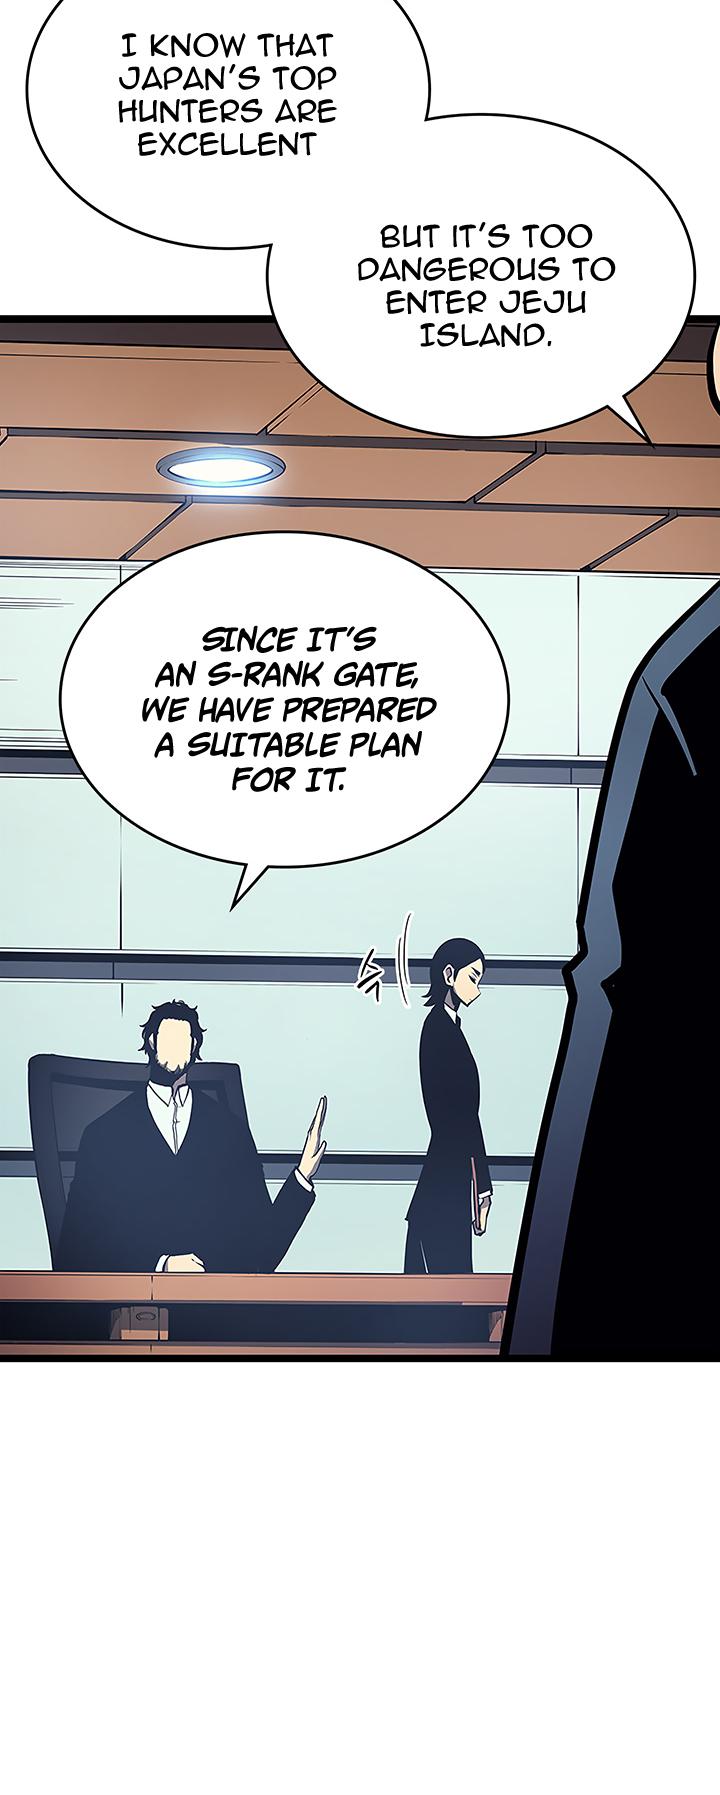 I KNOW THAT
JAPAN'S TOP
HUNTERS ARE
EXCELLENT
BUT IT'S TOO
DANGEROUS TO
ENTER JEJU
ISLAND.
SINCE IT'S
AN S-RANK GATE,
WE HAVE PREPARED
A SUITABLE PLAN
FOR IT.